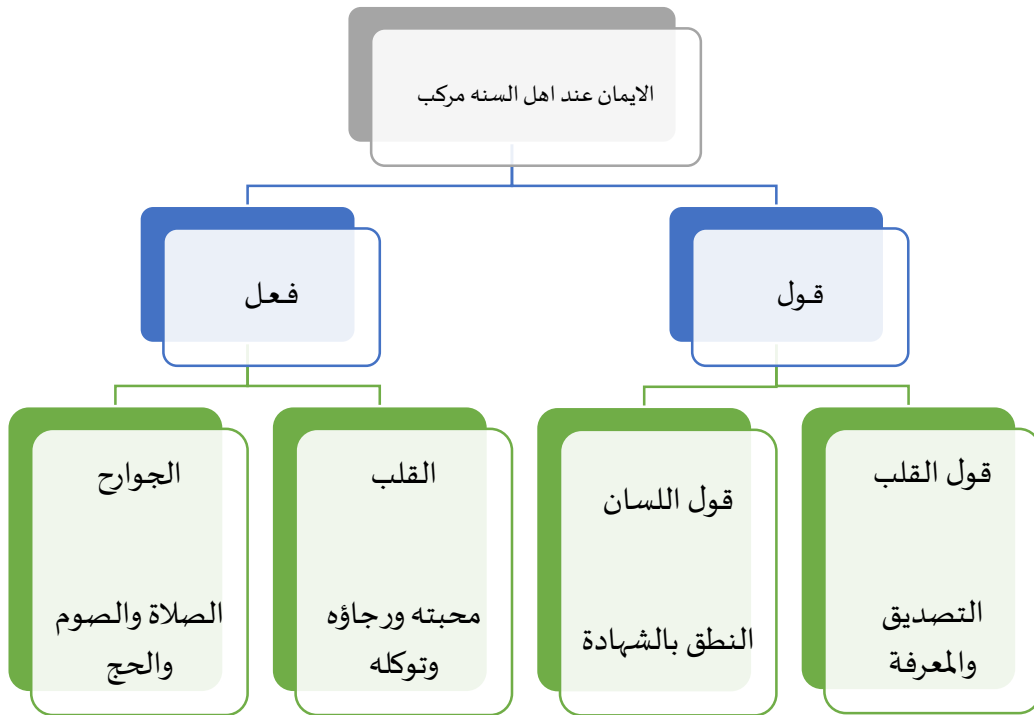 الايمان عند اهل السنه مركب
قول
فعل
قول القلب
التصديق
والمعرفة
قول اللسان
النطق بالشهادة
القلب
محبته ورجاؤه
وتوكله
الجوارح
الصلاة والصوم
والحج